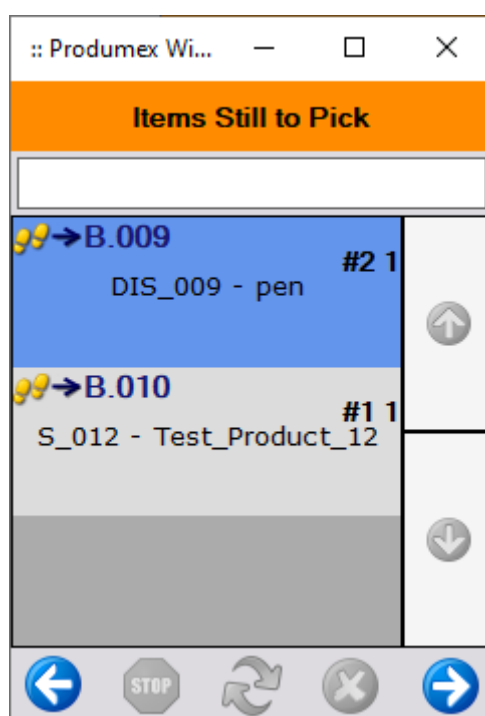 :: Produmex Wi...
Items Still to Pick
B.009
#2 1
DIS_009 - pen
B.010
#1 1
S_012 - Test_Product_12
STOP